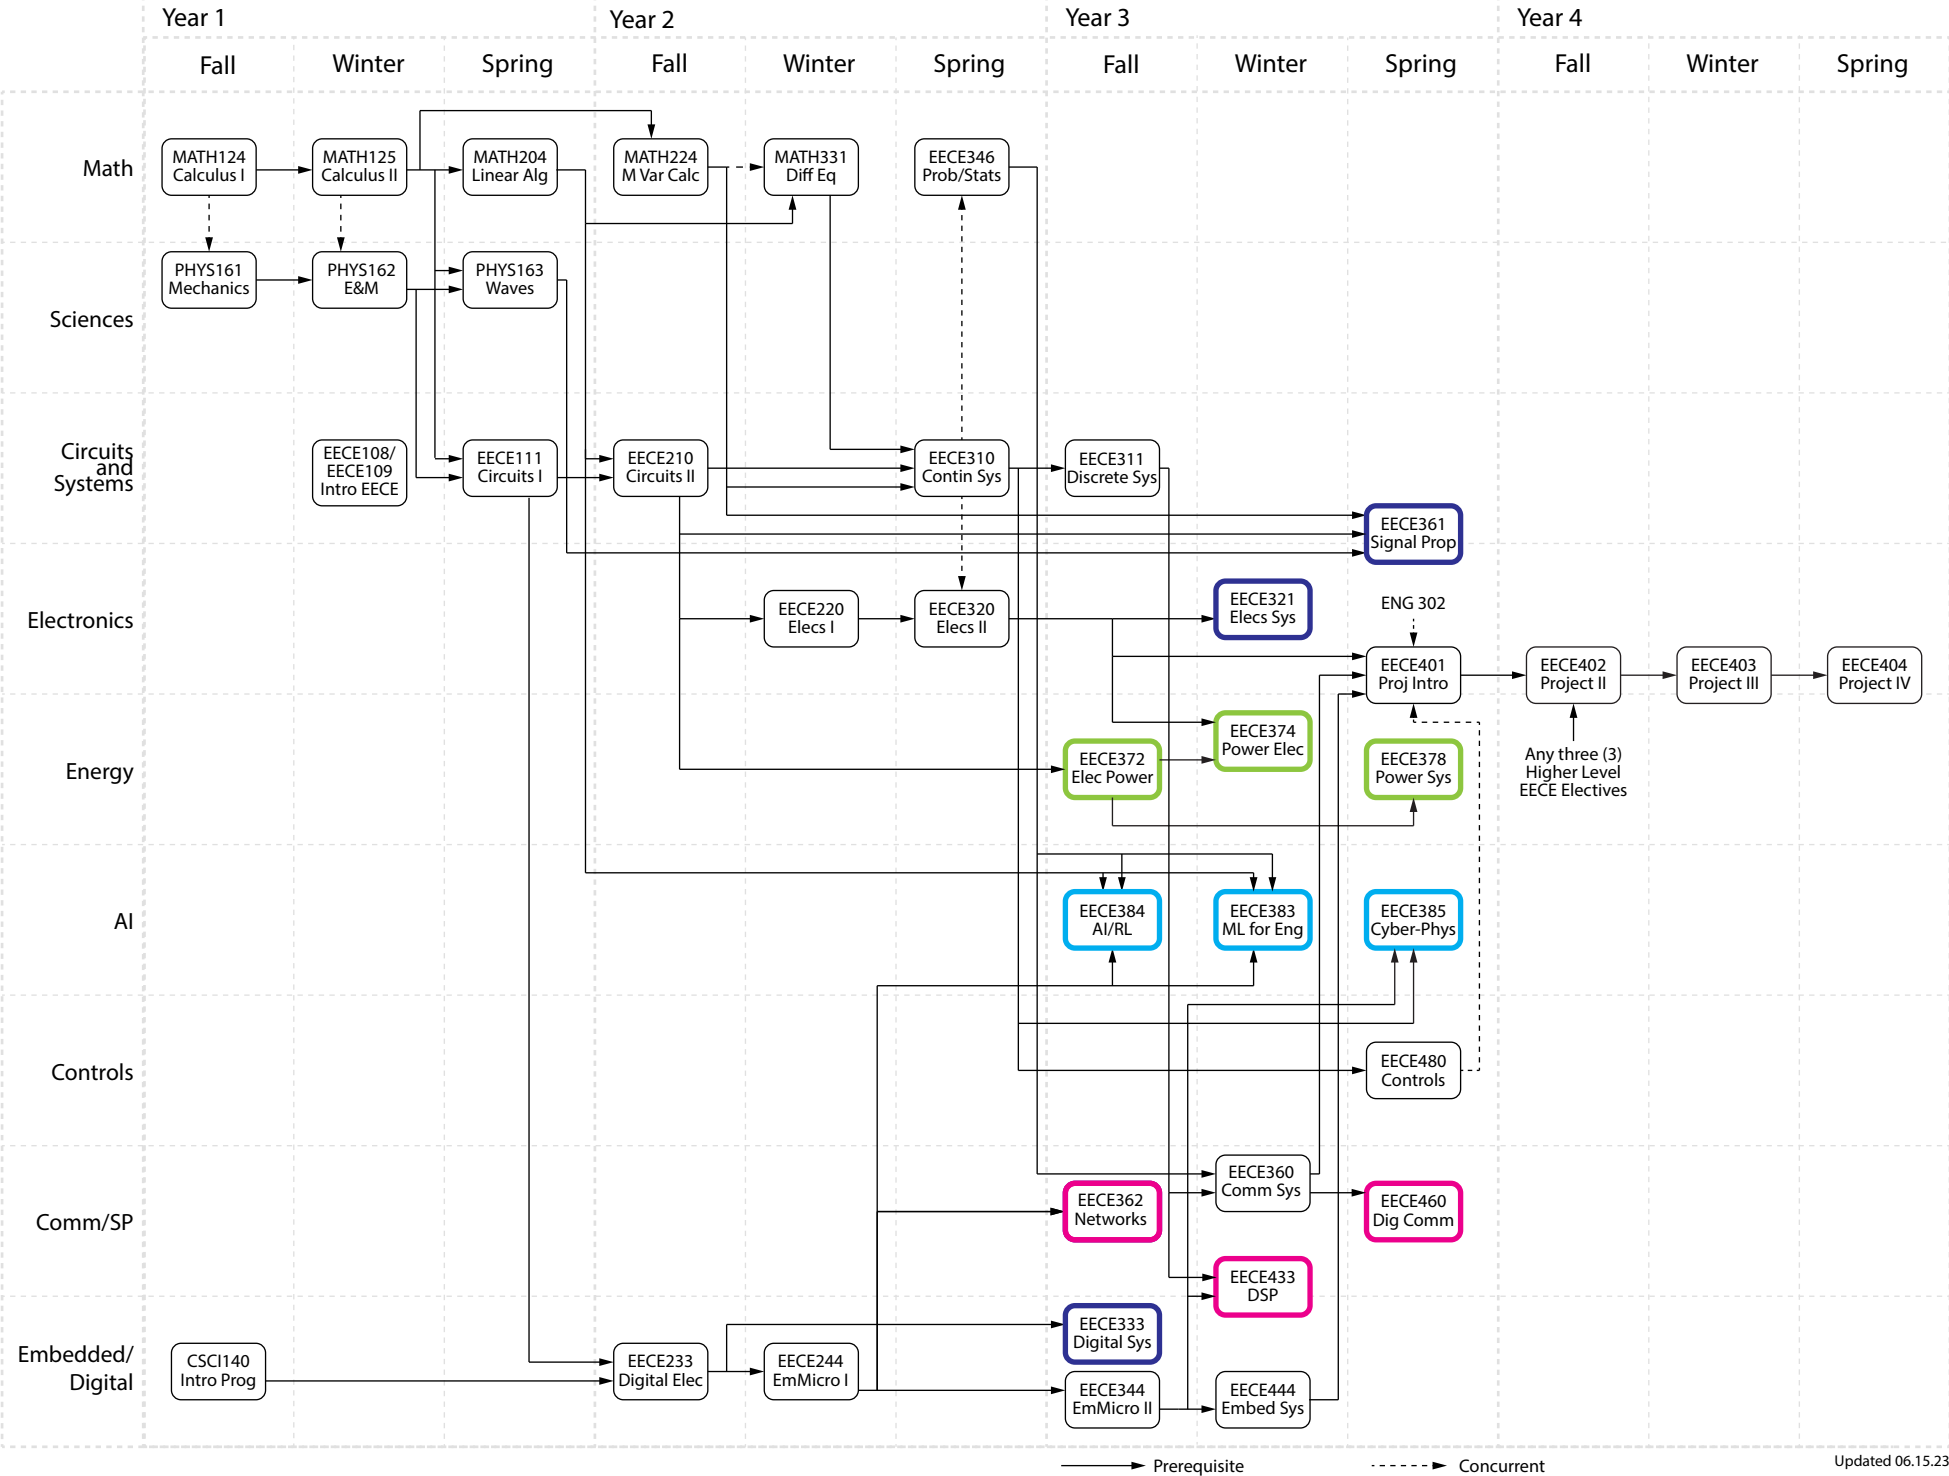 Year 1
Year 2
Year 3
Year 4
Fall
Winter
Spring
Fall
Winter
Spring
Fall
Winter
Spring
Fall
Winter
Spring
Math
MATH124
Calculus I
MATH125
Calculus II
MATH204
Linear Alg
MATH224
M Var Calc
MATH331
Diff Eq
EECE346
Prob/Stats
Sciences
PHYS161
Mechanics
PHYS162
E&M
PHYS163
Waves
Circuits
and
Systems
EECE108/
EECE109
Intro EECE
EECE111
Circuits I
EECE210
Circuits II
EECE310
Contin Sys
EECE311
Discrete Sys
EECE361
Signal Prop
Electronics
EECE220
Elecs I
EECE320
Elecs II
EECE321
Elecs Sys
ENG 302
EECE401
Proj Intro
EECE402
Project II
EECE403
Project III
EECE404
Project IV
Energy
EECE372
Elec Power
EECE374
Power Elec
EECE378
Power Sys
Any three (3)
Higher Level
EECE Electives
AI
EECE384
AI/RL
EECE383
ML for Eng
EECE385
Cyber-Phys
Controls
EECE480
Controls
Comm/SP
EECE362
Networks
EECE360
Comm Sys
EECE460
Dig Comm
EECE433
DSP
Embedded/
Digital
CSCI140
Intro Prog
EECE233
Digital Elec
EECE244
EmMicro I
EECE333
Digital Sys
EECE344
EmMicro II
EECE444
Embed Sys
Prerequisite
Concurrent
Updated 06.15.23